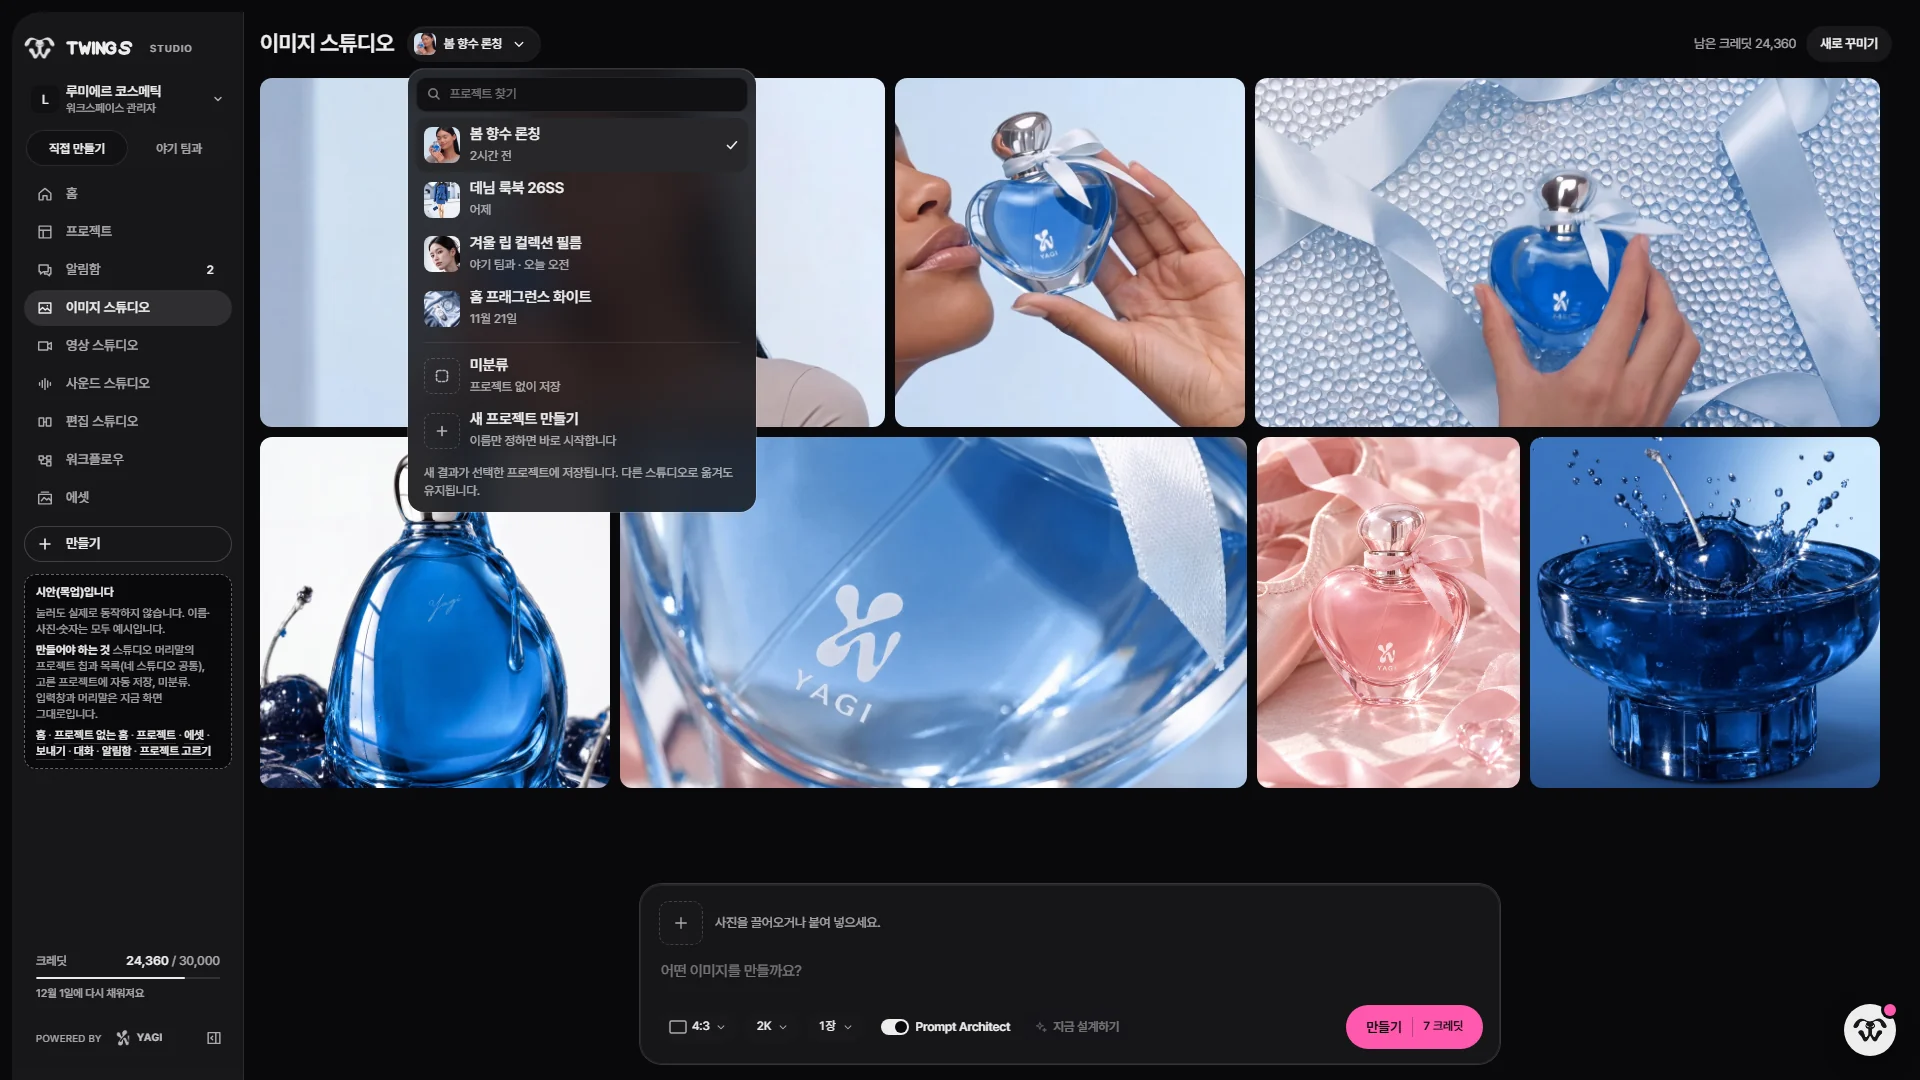 TWINGS STUDIO
L
루미에르 코스메틱
워크스페이스 관리자
직접 만들기
야기 팀과
홈
프로젝트
알림함
2
이미지 스튜디오
영상 스튜디오
사운드 스튜디오
편집 스튜디오
워크플로우
에셋
만들기
시안(목업)입니다
눌러도 실제로 동작하지 않습니다. 이름·
사진·숫자는 모두 예시입니다.
만들어야 하는 것 스튜디오 머리말의
프로젝트 칩과 목록(네 스튜디오 공통),
고른 프로젝트에 자동 저장, 미분류.
입력창과 머리말은 지금 화면
그대로입니다.
홈 · 프로젝트 없는 홈 · 프로젝트 · 에셋 ·
보내기 · 대화 · 알림함 · 프로젝트 고르기
크레딧
24,360 / 30,000
12월 1일에 다시 채워져요
POWERED BY YAGI
이미지 스튜디오
봄 향수 론칭
남은 크레딧 24,360
새로 꾸미기
프로젝트 찾기
봄 향수 론칭
2시간 전
데님 룩북 26SS
어제
겨울 립 컬렉션 필름
야기 팀과 · 오늘 오전
홈 프래그런스 화이트
11월 21일
미분류
프로젝트 없이 저장
새 프로젝트 만들기
이름만 정하면 바로 시작합니다
새 결과가 선택한 프로젝트에 저장됩니다. 다른 스튜디오로 옮겨도
유지됩니다.
YAGI
Yagi
YAGI
YAGI
사진을 끌어오거나 붙여 넣으세요.
어떤 이미지를 만들까요?
4:3
2K
1장
Prompt Architect
지금 설계하기
만들기
7 크레딧